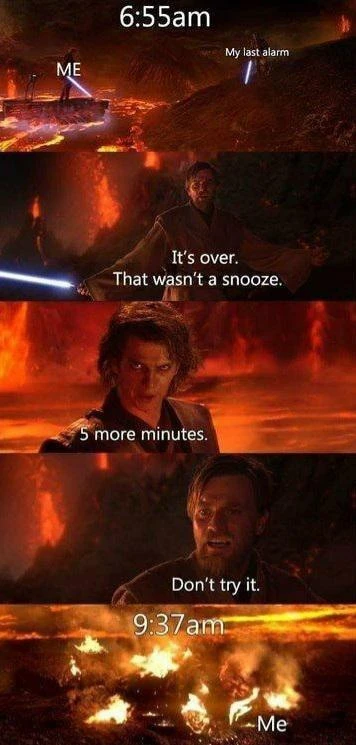 6:55am
My last alarm
ME
It's over.
That wasn't a snooze.
5 more minutes.
Don't try it.
9:37am
Me